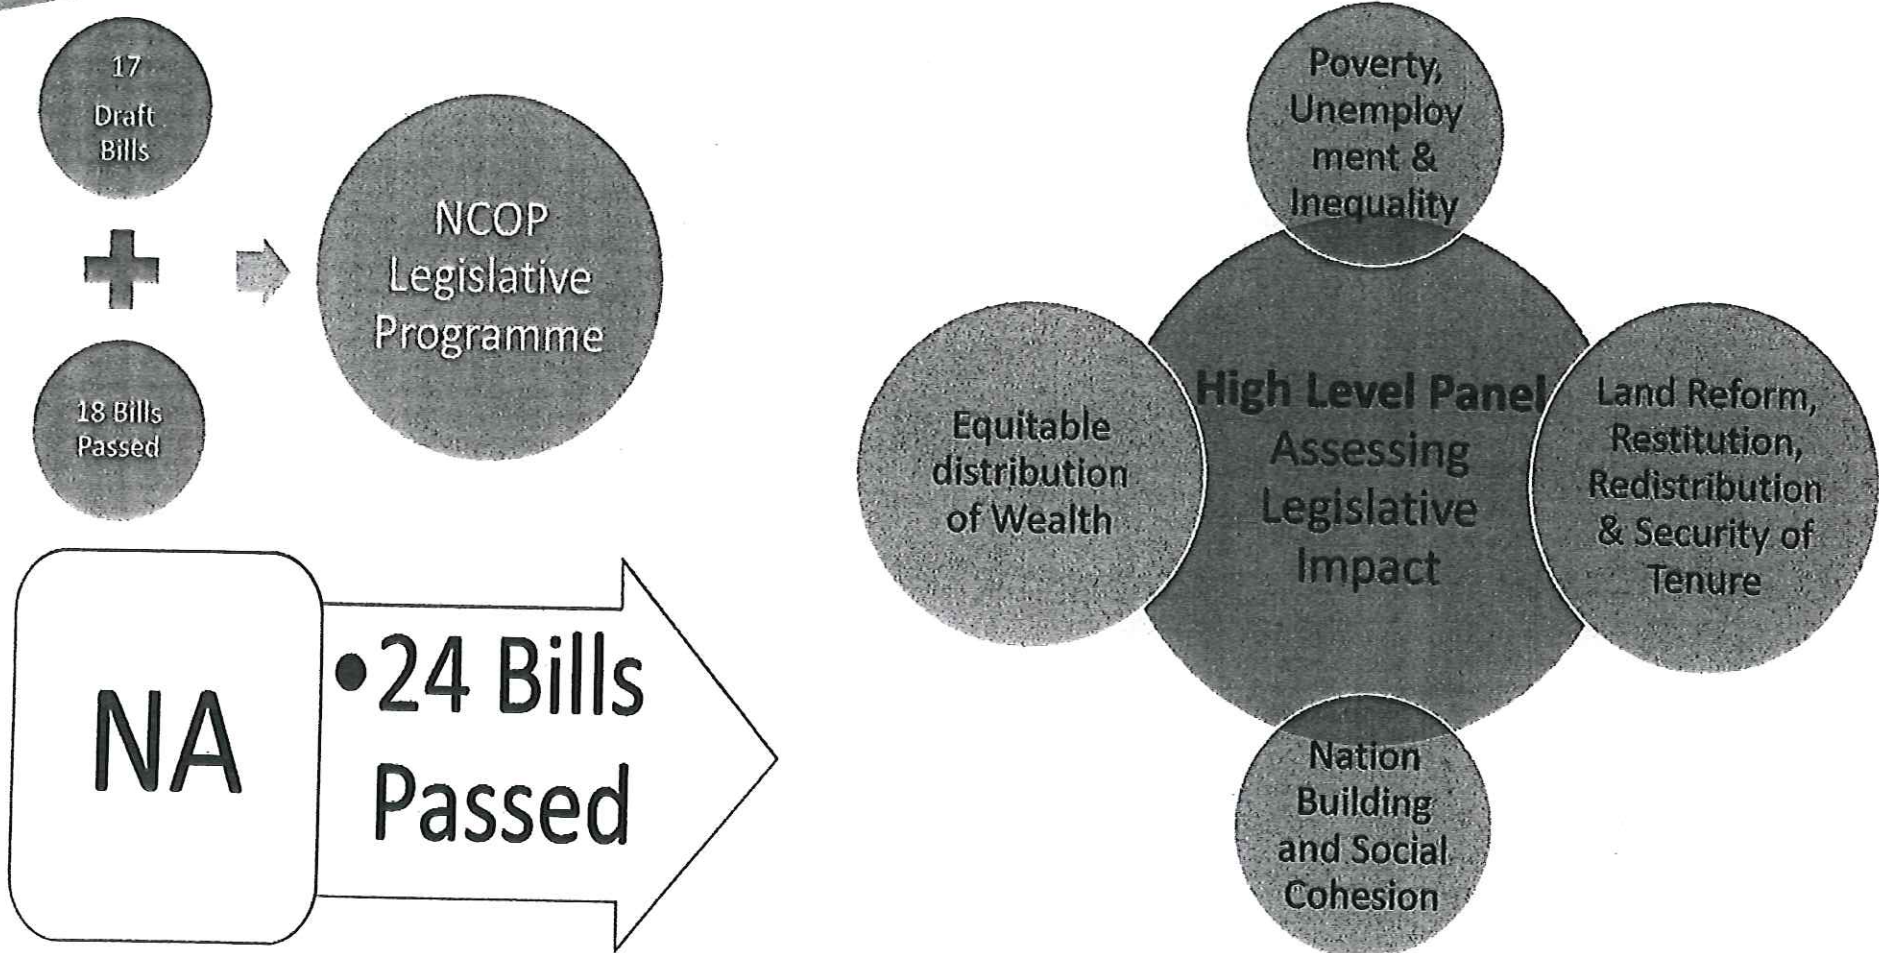 17
Draft
Bills
18 Bills
Passed
NCOP
Legislative
Programme
NA
•24 Bills
Passed
Poverty,
Unemploy
ment &
Inequality
Equitable
distribution
of Wealth
High Level Panel
Assessing
Legislative
Impact
Land Reform,
Restitution,
Redistribution
& Security of
Tenure
Nation
Building
and Social
Cohesion